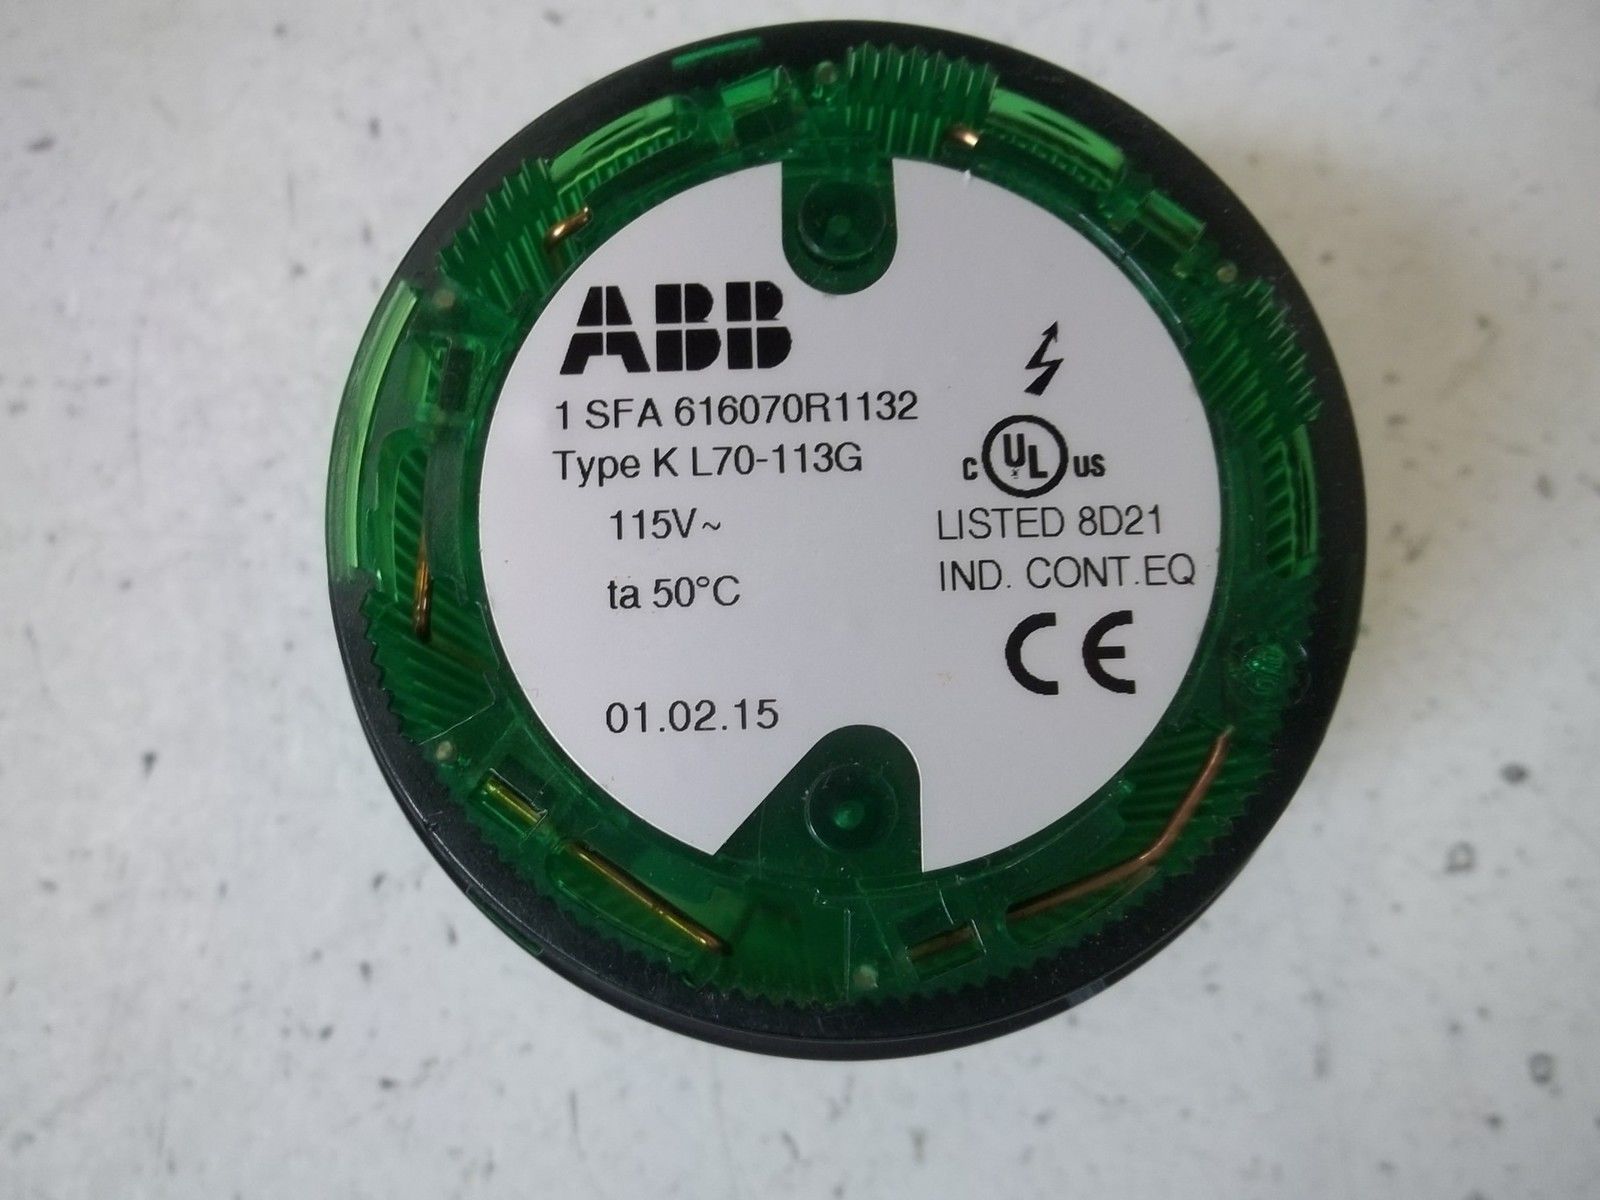 ABB
1 SFA 616070R1132
Type K L70-113G
115V~
ta 50°C
01.02.15
C UL US
LISTED 8D21
IND. CONT.EQ
CE